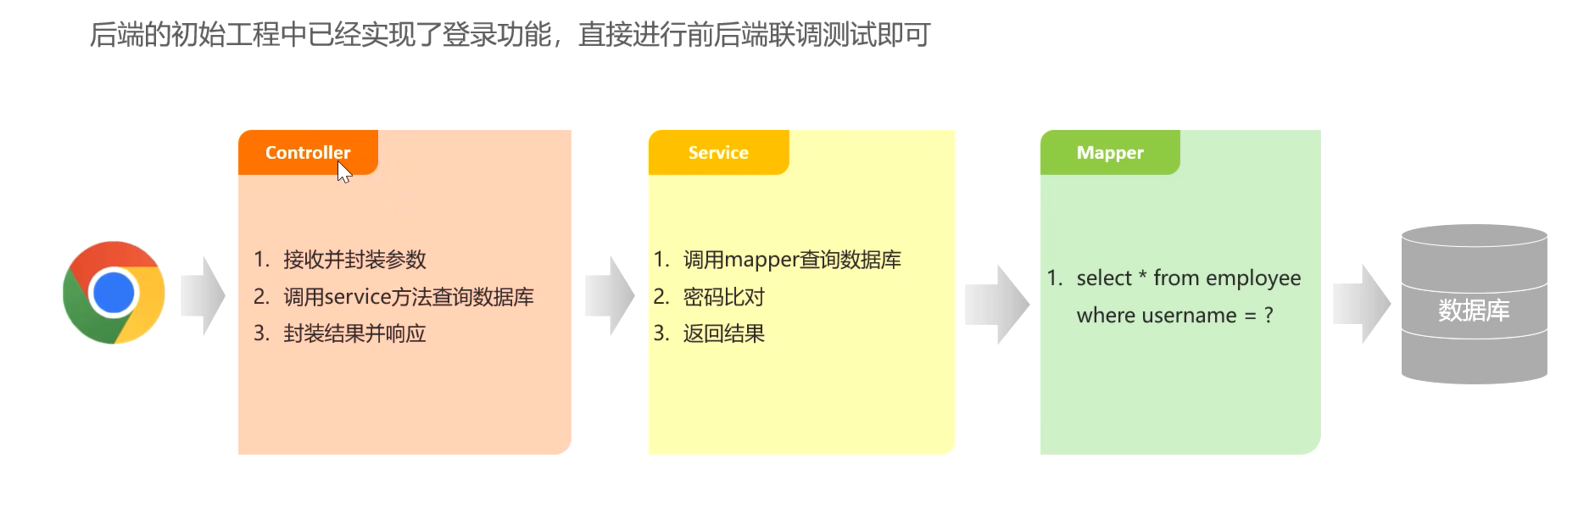 后端的初始工程中已经实现了登录功能，直接进行前后端联调测试即可
Controller
1. 接收并封装参数
2. 调用service方法查询数据库
3. 封装结果并响应
Service
1. 调用mapper查询数据库
2. 密码比对
3. 返回结果
Mapper
1. select * from employee
where username = ?
数据库